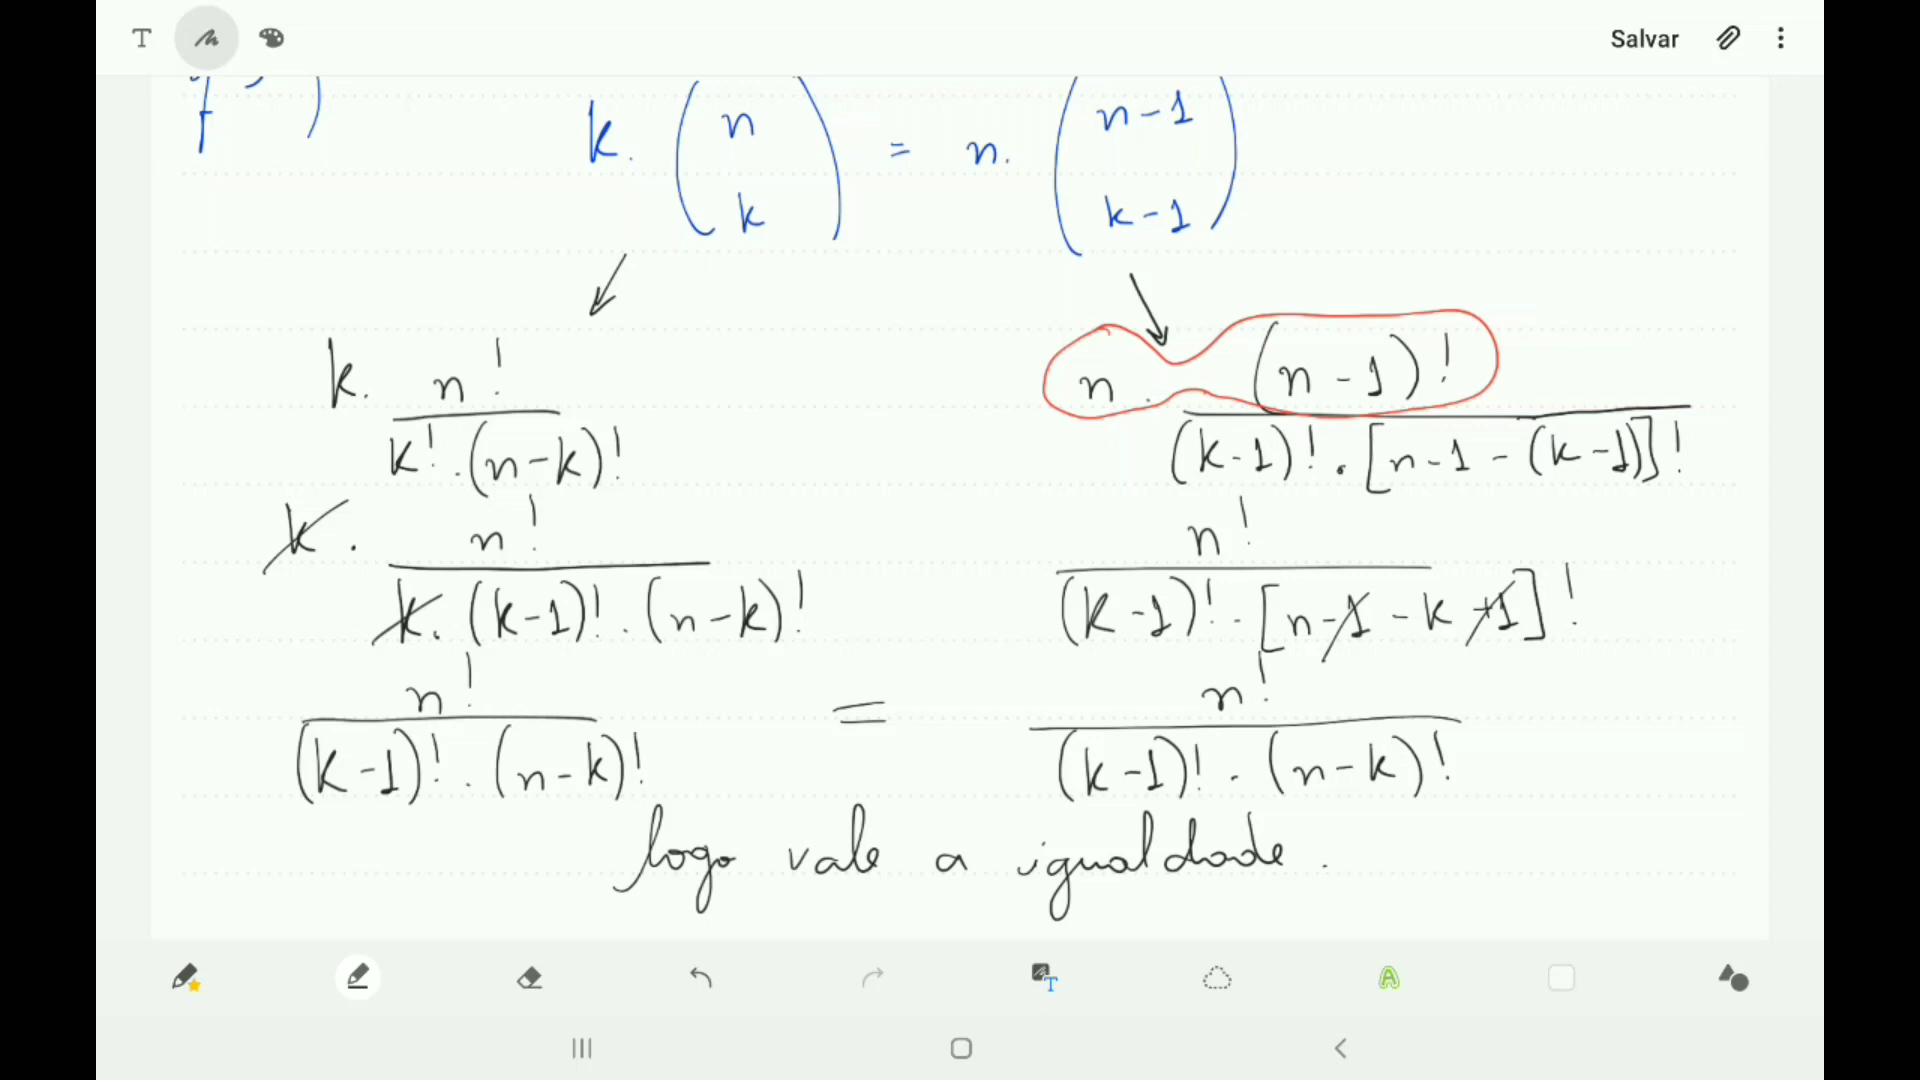 T Salvar
k. (n k) = n. (n-1 k-1)
k. n! / k!.(n-k)! n. (n-1)! / (k-1)!.[n-1-(k-1)]!
k. n! / k.(k-1)!.(n-k)! n! / (k-1)!.[n-1-k+1]!
n! / (k-1)!.(n-k)! = n! / (k-1)!.(n-k)!
logo vale a igualdade.
T A